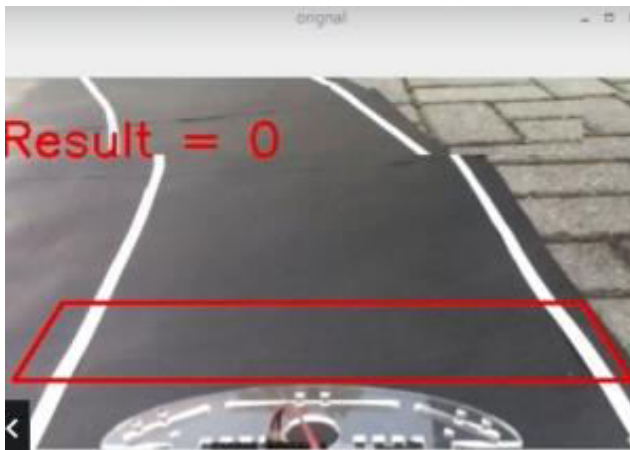 orignal
Result = 0